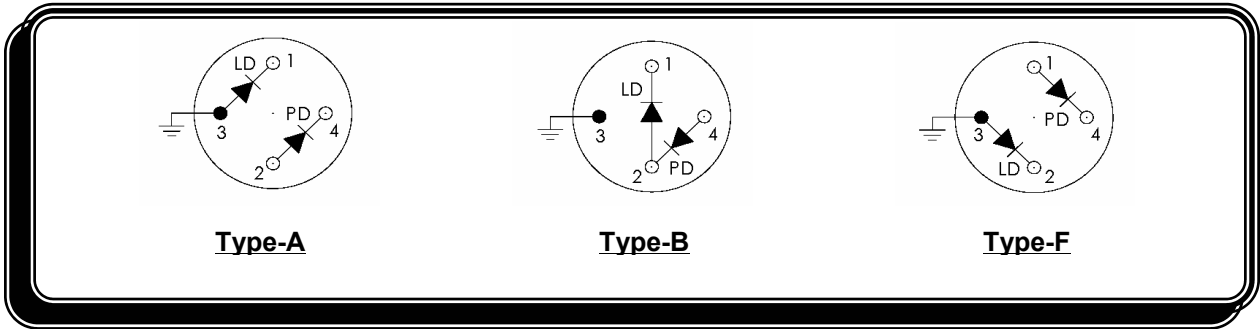 LD 1
PD
3 4
2
Type-A
1
LD
3 4
2 PD
Type-B
1
PD
3 4
LD 2
Type-F